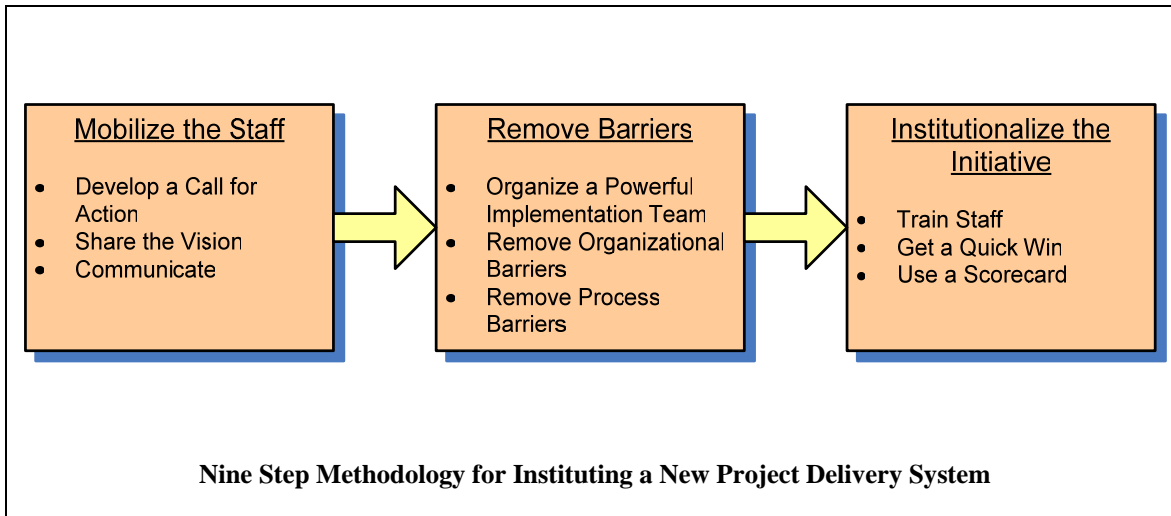 Mobilize the Staff
• Develop a Call for
Action
• Share the Vision
• Communicate
Remove Barriers
• Organize a Powerful
Implementation Team
• Remove Organizational
Barriers
• Remove Process
Barriers
Institutionalize the
Initiative
• Train Staff
• Get a Quick Win
• Use a Scorecard
Nine Step Methodology for Instituting a New Project Delivery System